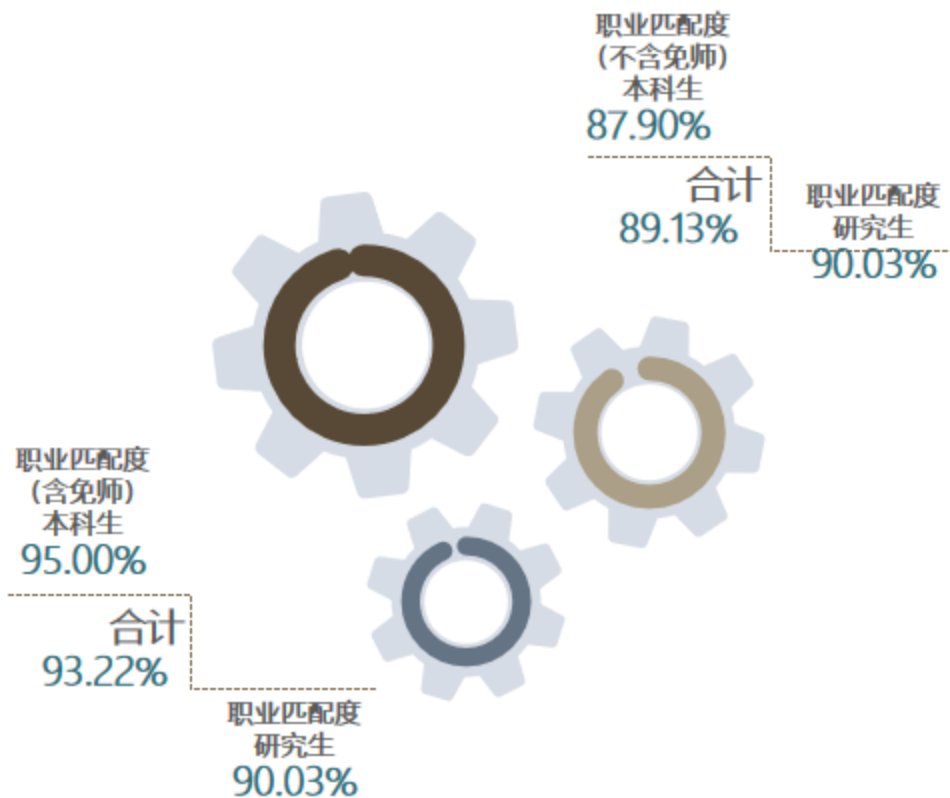 职业匹配度
（不含免师）
本科生
87.90%
合计
89.13%
职业匹配度
研究生
90.03%
职业匹配度
（含免师）
本科生
95.00%
合计
93.22%
职业匹配度
研究生
90.03%